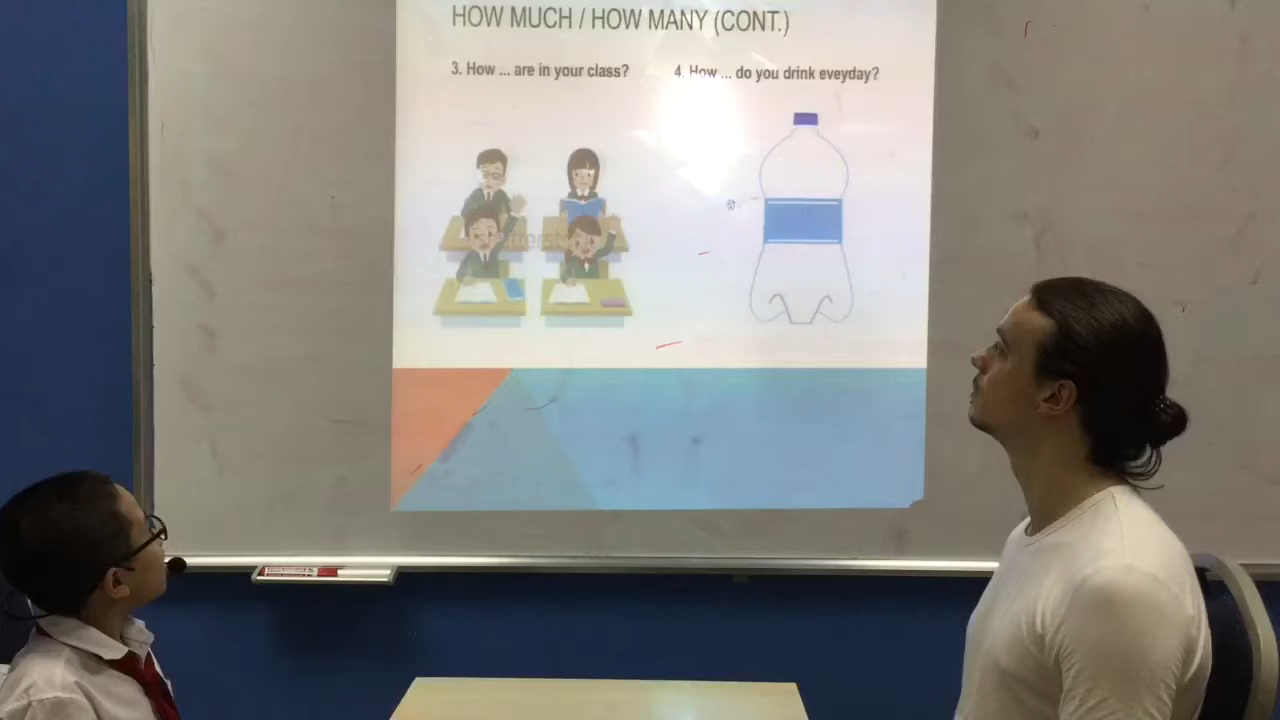 HOW MUCH / HOW MANY (CONT.)
3. How ... are in your class?
4. How ... do you drink eveyday?